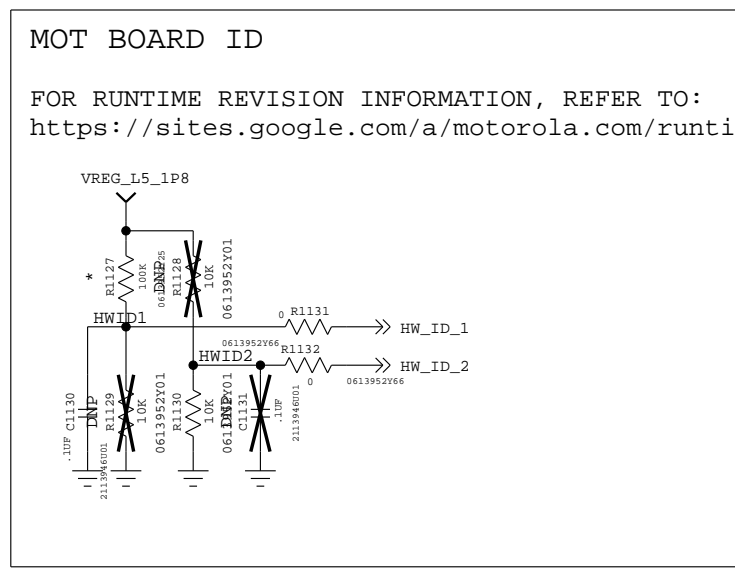 MOT BOARD ID
FOR RUNTIME REVISION INFORMATION, REFER TO:
https://sites.google.com/a/motorola.com/runti
VREG_L5_1P8
*
R1127
100K
DNP
R1128
10K
0613952Y01
HWID1
0
R1131
HW_ID_1
0613952Y66
HWID2
R1132
HW_ID_2
0
0613952Y66
.1UF
C1130
2113946U01
DNP
R1129
10K
0613952Y01
R1130
10K
DNP
C1131
.1UF
2113946U01